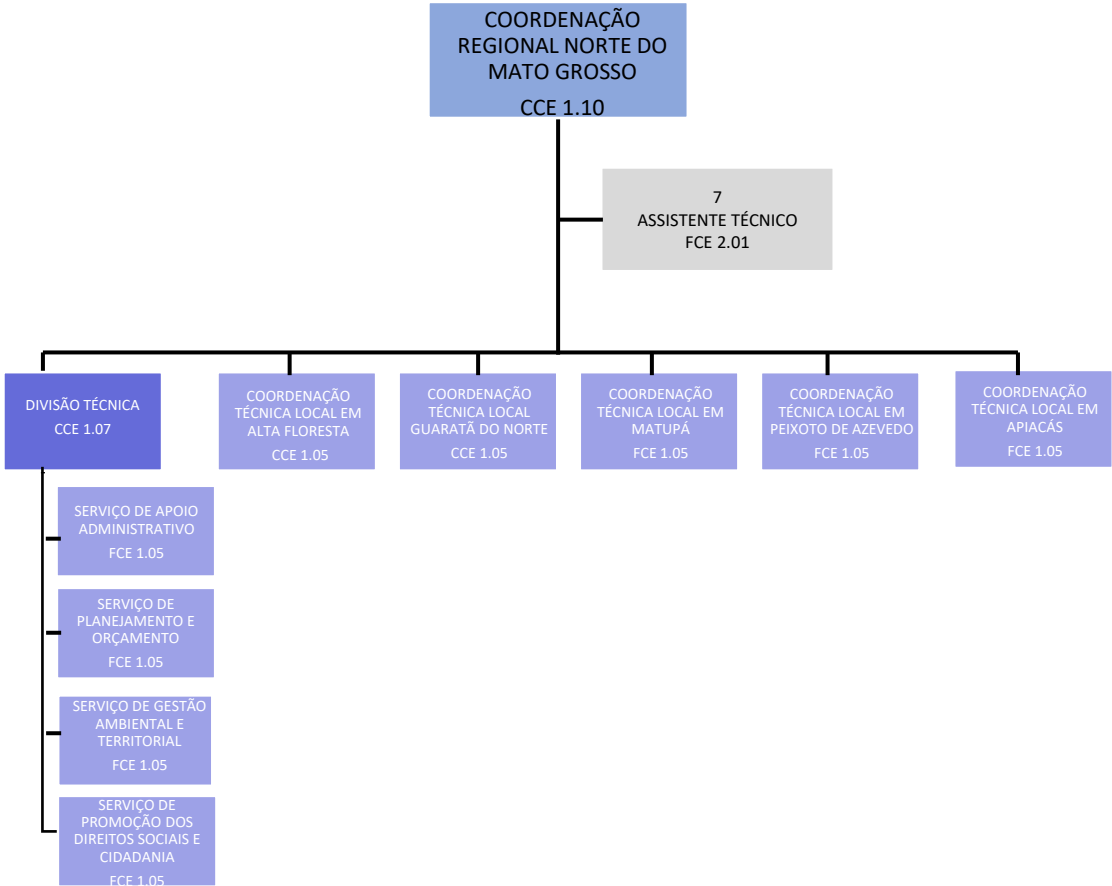 COORDENAÇÃO
REGIONAL NORTE DO
MATO GROSSO
CCE 1.10
7
ASSISTENTE TÉCNICO
FCE 2.01
DIVISÃO TÉCNICA
CCE 1.07
COORDENAÇÃO
TÉCNICA LOCAL EM
ALTA FLORESTA
CCE 1.05
COORDENAÇÃO
TÉCNICA LOCAL
GUARATÃ DO NORTE
CCE 1.05
COORDENAÇÃO
TÉCNICA LOCAL EM
MATUPÁ
FCE 1.05
COORDENAÇÃO
TÉCNICA LOCAL EM
PEIXOTO DE AZEVEDO
FCE 1.05
COORDENAÇÃO
TÉCNICA LOCAL EM
APIACÁS
FCE 1.05
SERVIÇO DE APOIO
ADMINISTRATIVO
FCE 1.05
SERVIÇO DE
PLANEJAMENTO E
ORÇAMENTO
FCE 1.05
SERVIÇO DE GESTÃO
AMBIENTAL E
TERRITORIAL
FCE 1.05
SERVIÇO DE
PROMOÇÃO DOS
DIREITOS SOCIAIS E
CIDADANIA
FCE 1.05